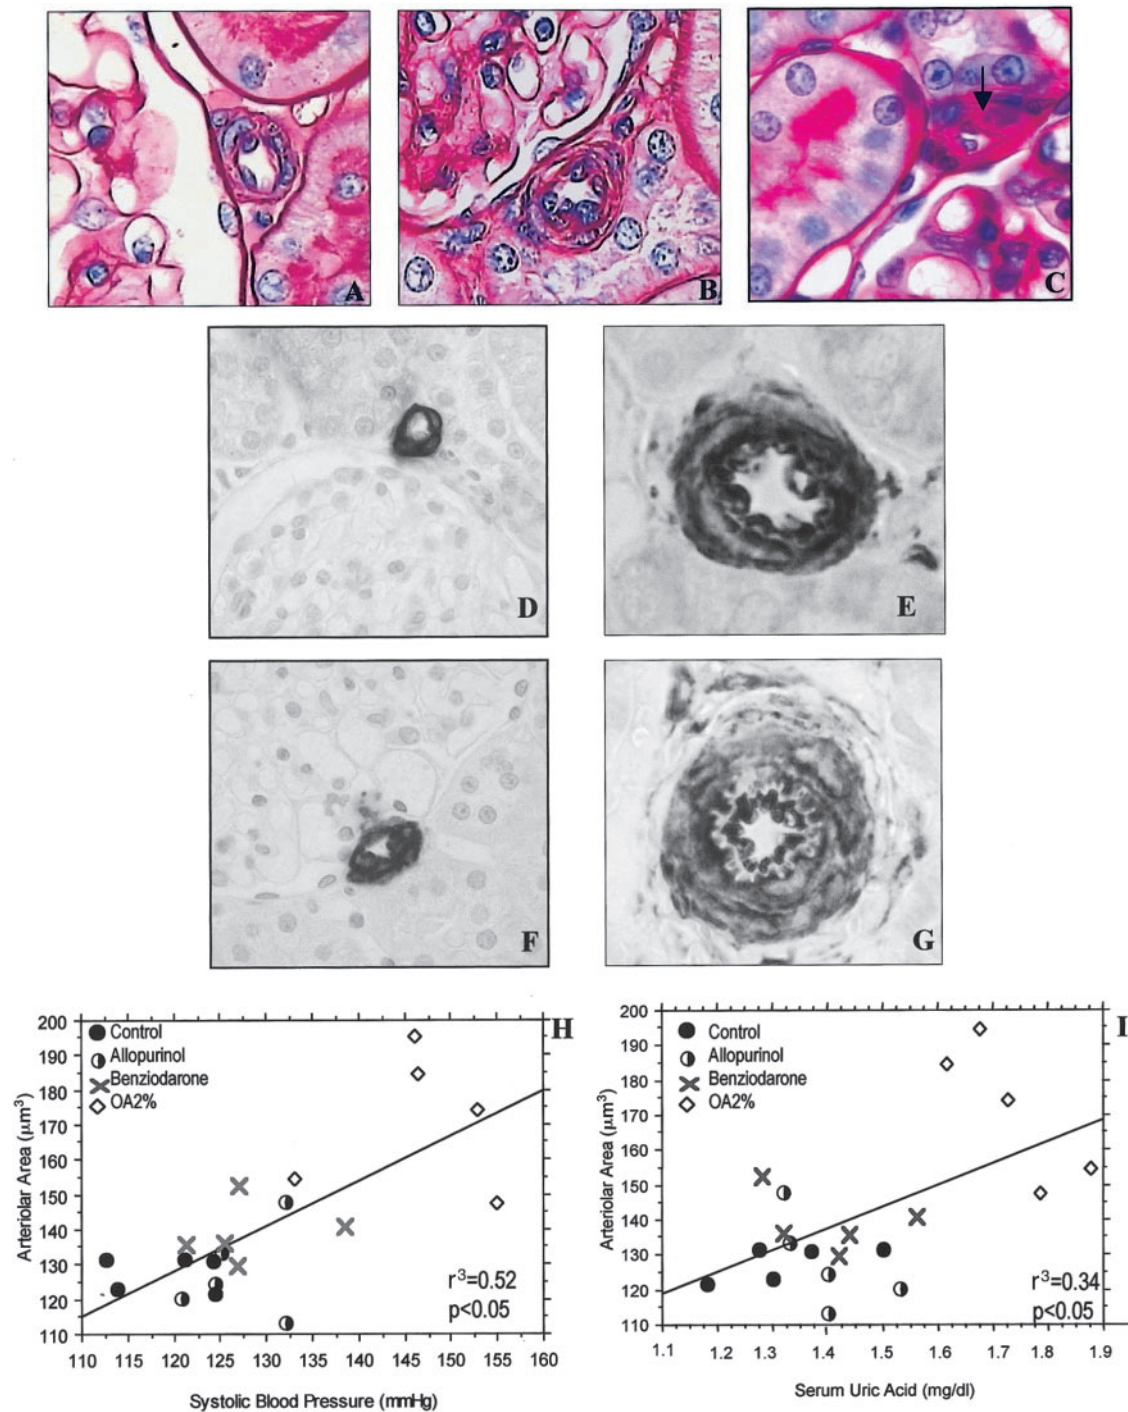 A
B
C
D
E
F
G
H
200
190
180
170
160
150
140
130
120
110
Arteriolar Area (μm³)
Control
Allopurinol
Benziodarone
OA2%
r³=0.52
p<0.05
110 115 120 125 130 135 140 145 150 155 160
Systolic Blood Pressure (mmHg)
I
200
190
180
170
160
150
140
130
120
110
Arteriolar Area (μm³)
Control
Allopurinol
Benziodarone
OA2%
r³=0.34
p<0.05
1.1 1.2 1.3 1.4 1.5 1.6 1.7 1.8 1.9
Serum Uric Acid (mg/dl)